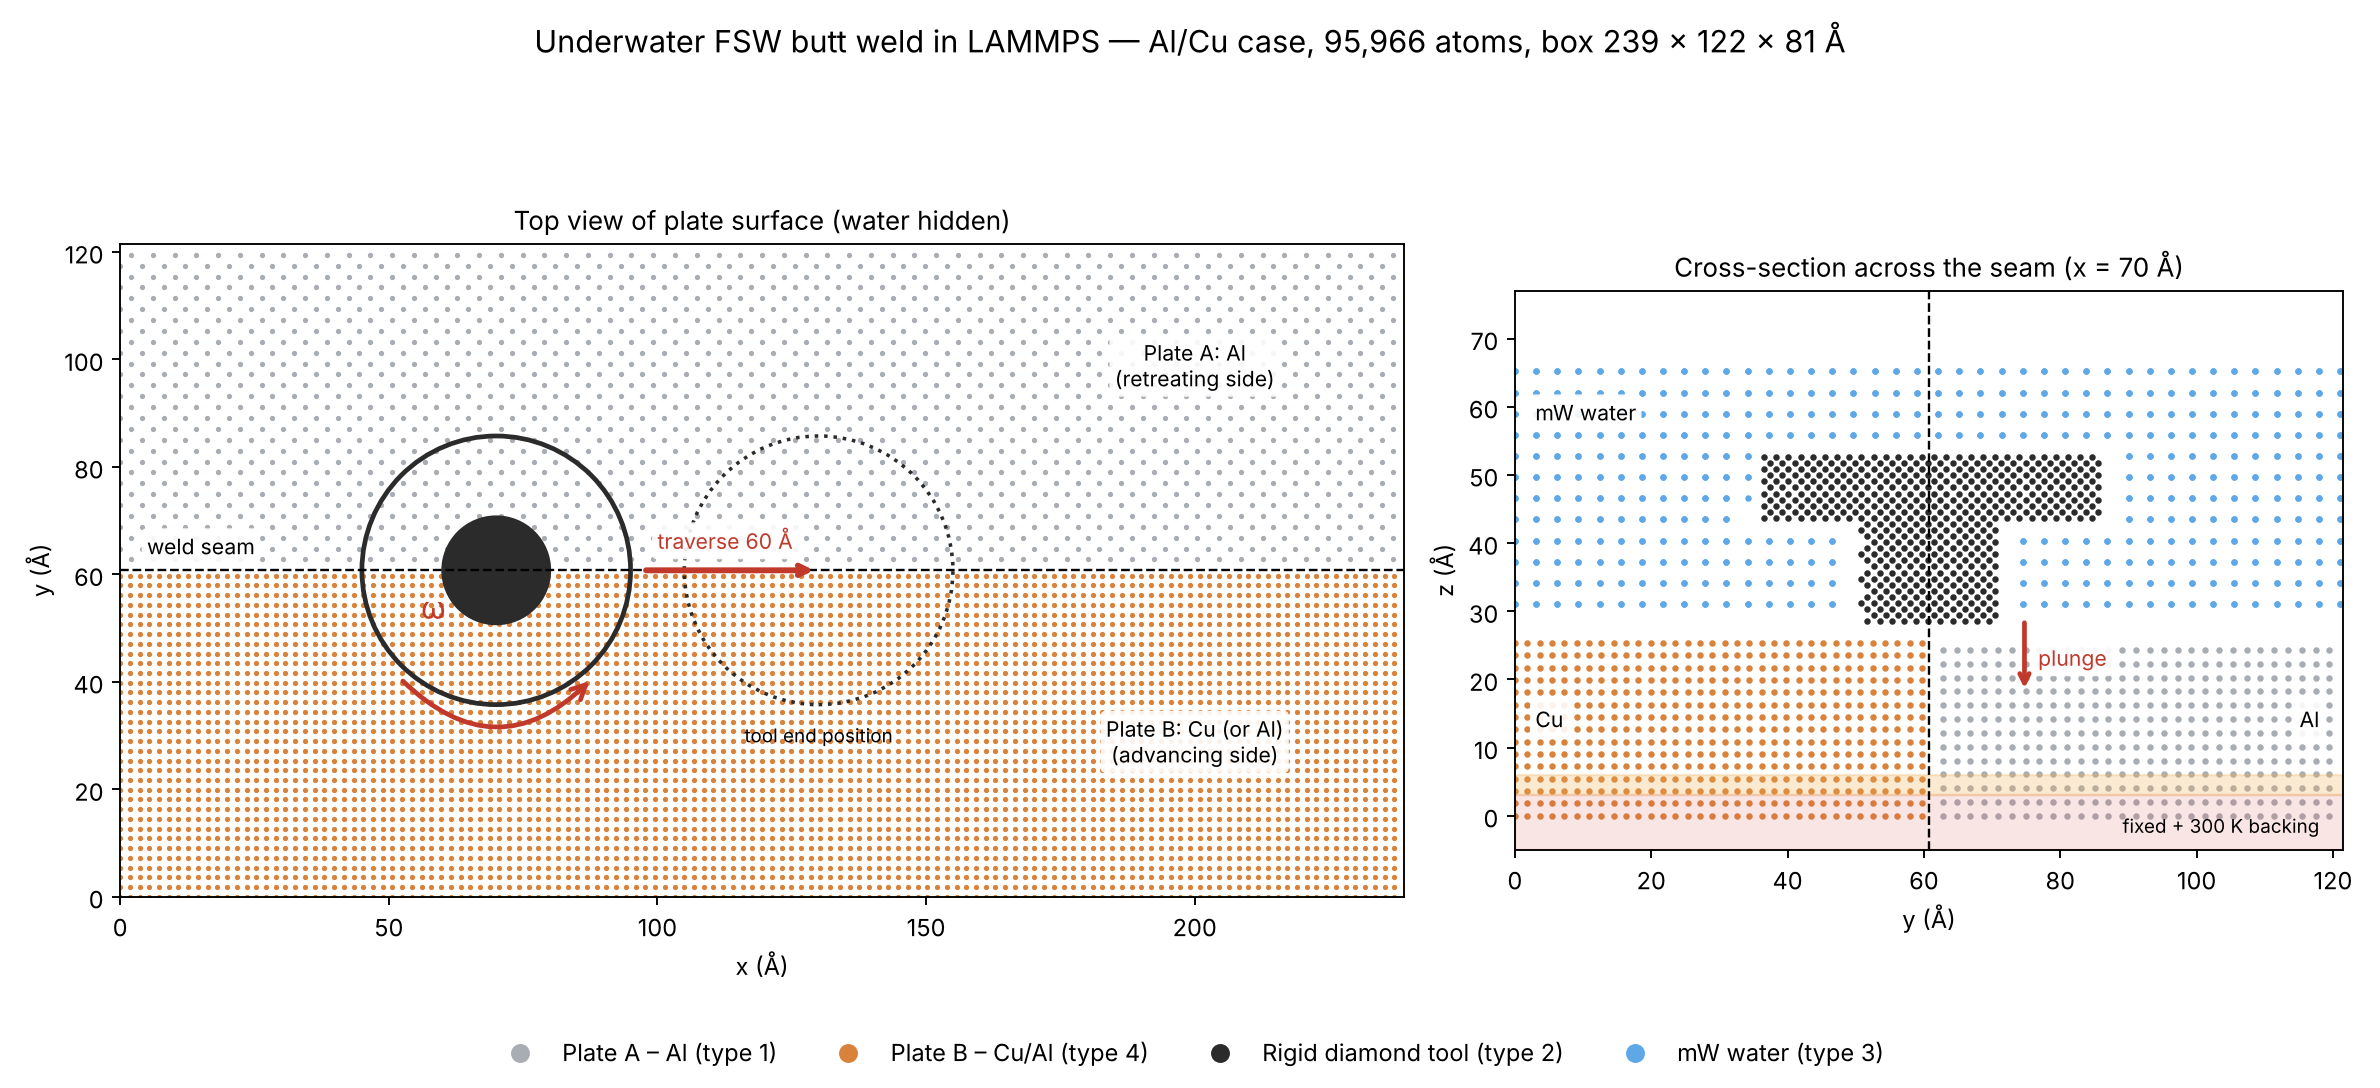 Underwater FSW butt weld in LAMMPS — Al/Cu case, 95,966 atoms, box 239 × 122 × 81 Å
Top view of plate surface (water hidden)
120
100
80
60
40
20
0
y (Å)
Plate A: Al
(retreating side)
weld seam
traverse 60 Å
ω
tool end position
Plate B: Cu (or Al)
(advancing side)
0
50
100
150
200
x (Å)
Cross-section across the seam (x = 70 Å)
70
60
50
40
30
20
10
0
z (Å)
mW water
plunge
Cu
Al
fixed + 300 K backing
0
20
40
60
80
100
120
y (Å)
Plate A – Al (type 1)
Plate B – Cu/Al (type 4)
Rigid diamond tool (type 2)
mW water (type 3)